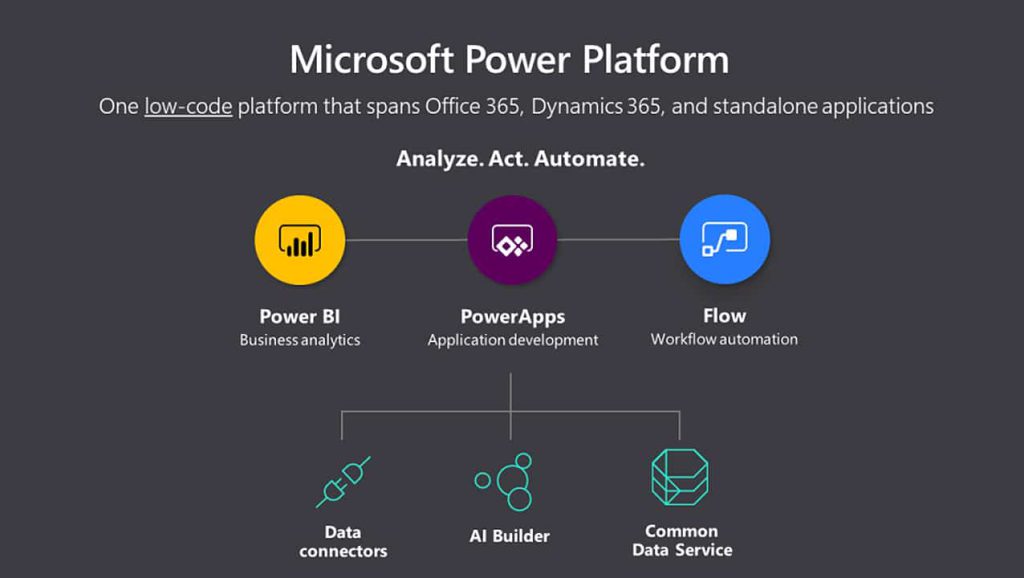 Microsoft Power Platform
One low-code platform that spans Office 365, Dynamics 365, and standalone applications
Analyze. Act. Automate.
Power BI
Business analytics
PowerApps
Application development
Flow
Workflow automation
Data
connectors
AI Builder
Common
Data Service